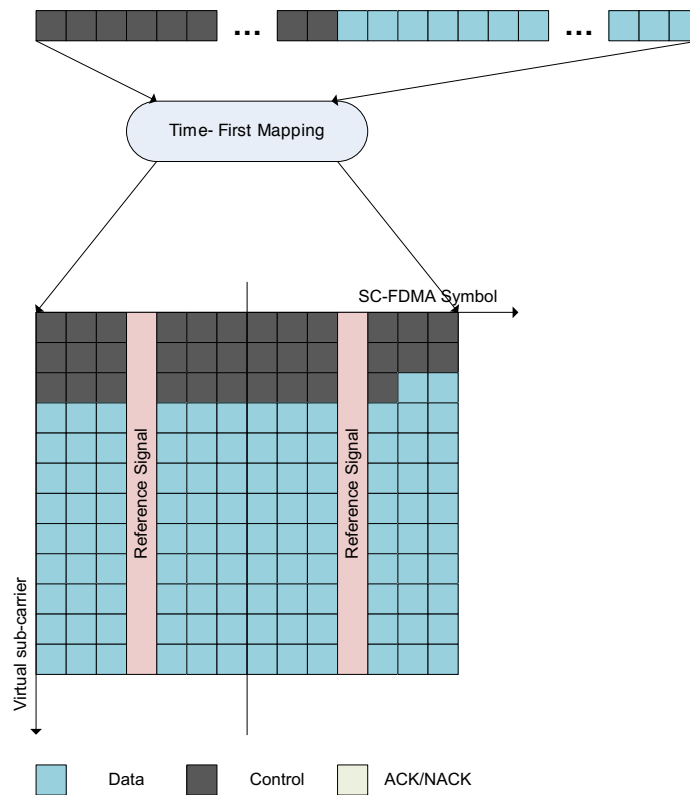 ... ...
Time- First Mapping
SC-FDMA Symbol
Reference Signal
Reference Signal
Virtual sub-carrier
Data
Control
ACK/NACK